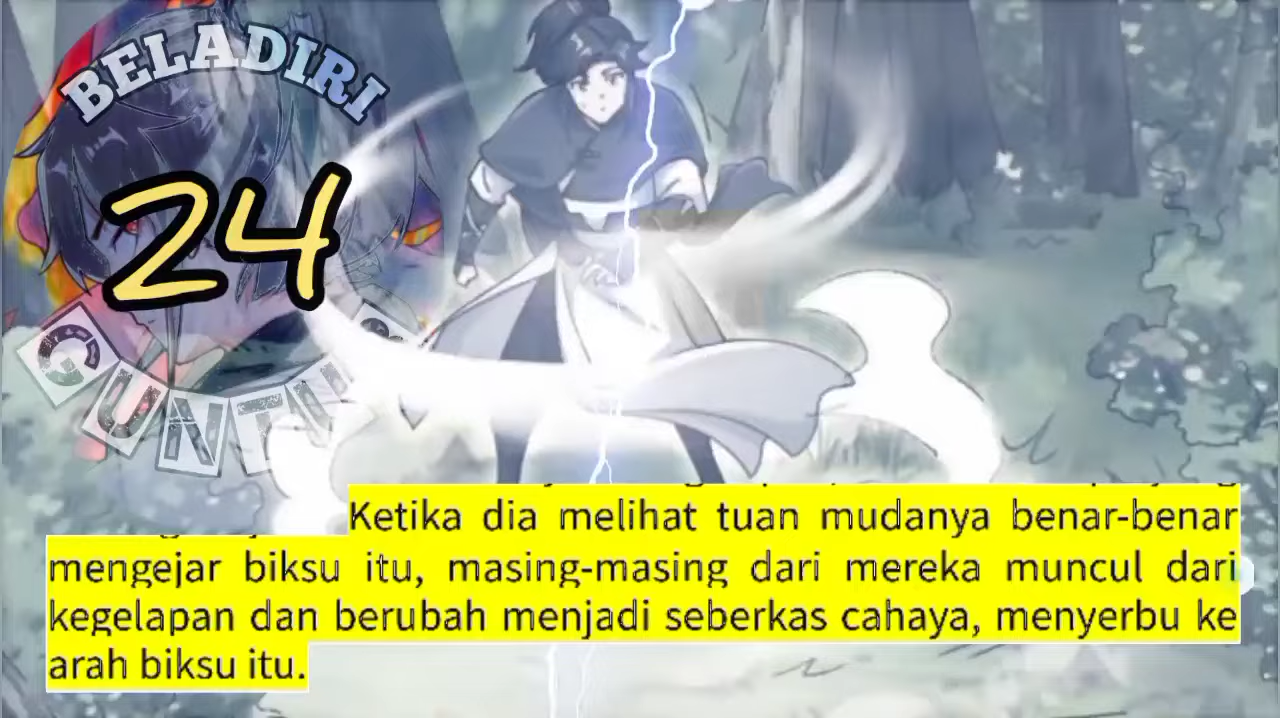 BELADIRI
24
Ketika dia melihat tuan mudanya benar-benar
mengejar biksu itu, masing-masing dari mereka muncul dari
kegelapan dan berubah menjadi seberkas cahaya, menyerbu ke
arah biksu itu.